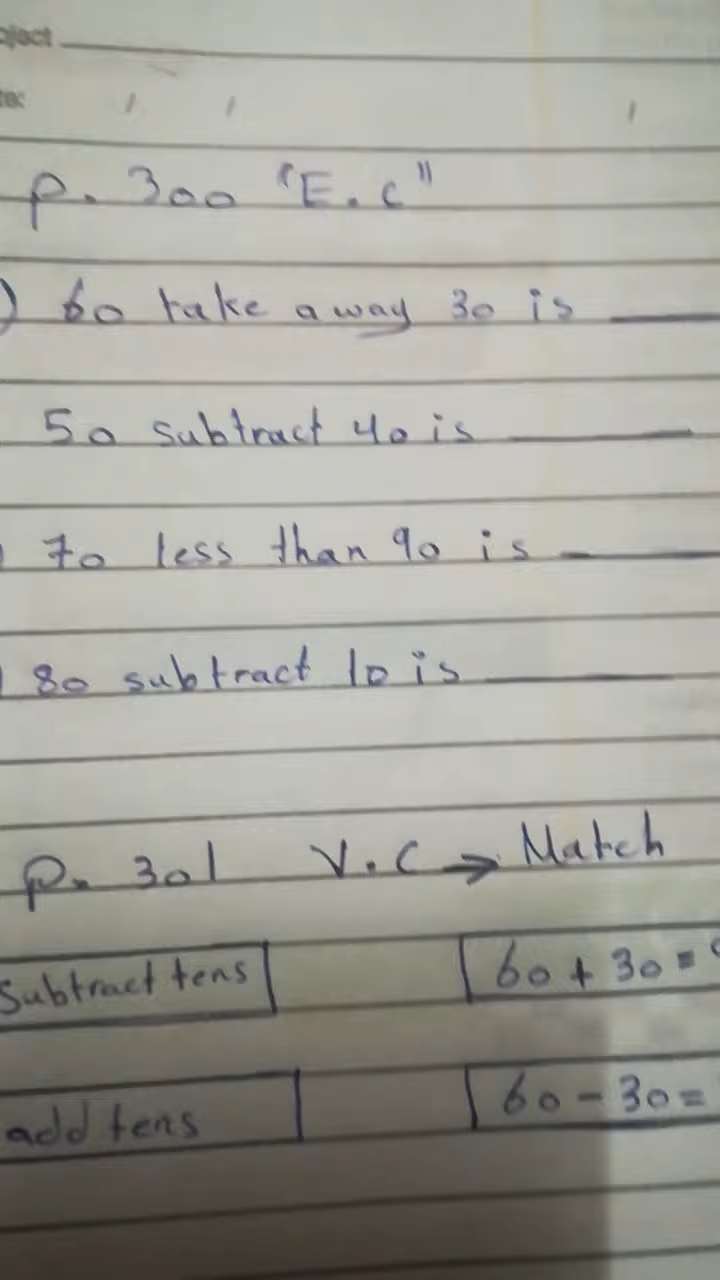 p. 300 "E.c"
) 60 take away 30 is
50 subtract 40 is
70 less than 90 is
80 subtract 10 is
p. 301 V.C → Match
Subtract tens 60 + 30 =
add tens 60 - 30 =